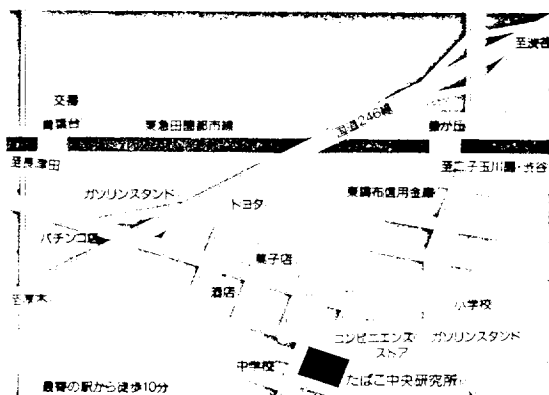 至渋谷
交番
青葉台
東急田園都市線
国道246線
藤が丘
至長津田
至二子玉川園・渋谷
ガソリンスタンド
トヨタ
東調布信用金庫
パチンコ店
菓子店
至厚木
酒店
小学校
コンビニエンス
ストア
ガソリンスタンド
中学校
たばこ中央研究所
最寄の駅から徒歩10分